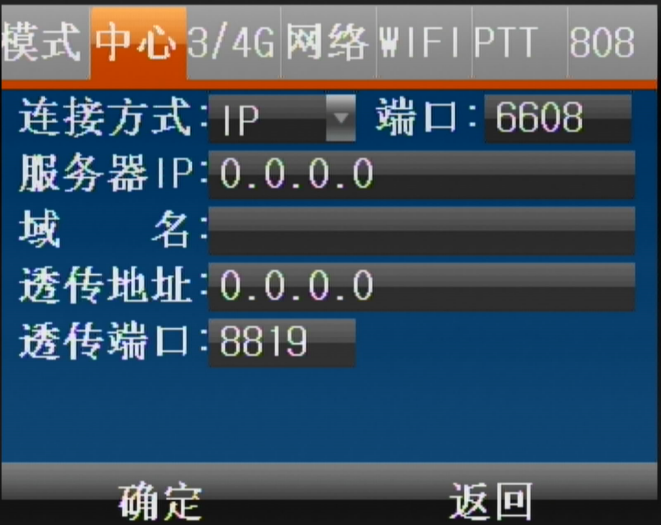 模式 中心 3/4G 网络 WIFI PTT 808
连接方式:IP 端口:6608
服务器IP:0.0.0.0
域 名:
透传地址:0.0.0.0
透传端口:8819
确定 返回